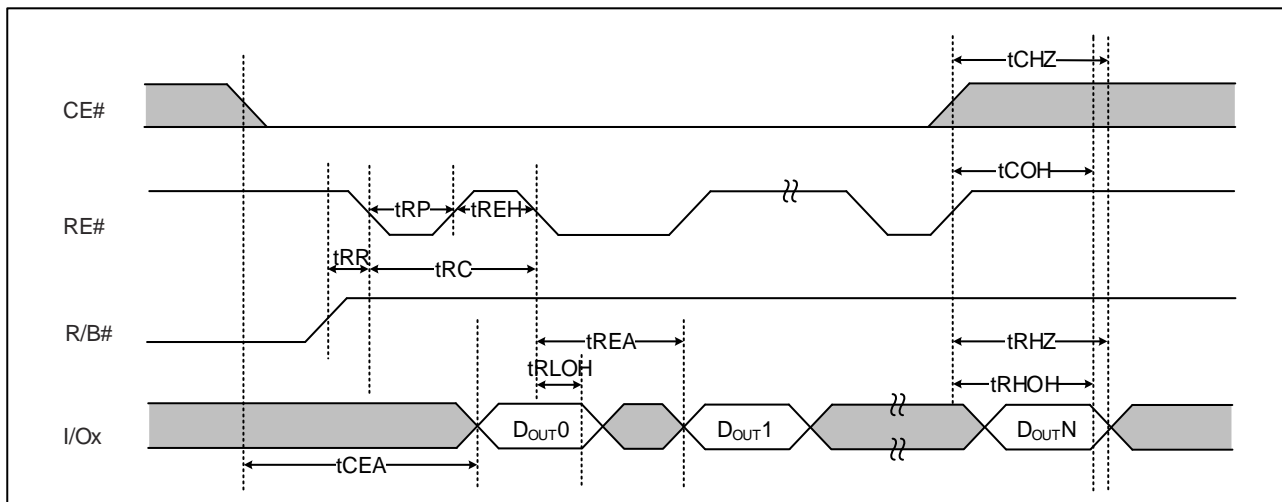 tCHZ
CE#
tCOH
tRP
tREH
RE#
tRR
tRC
R/B#
tREA
tRHZ
tRLOH
tRHOH
I/Ox
DOUT0
DOUT1
DOUTN
tCEA